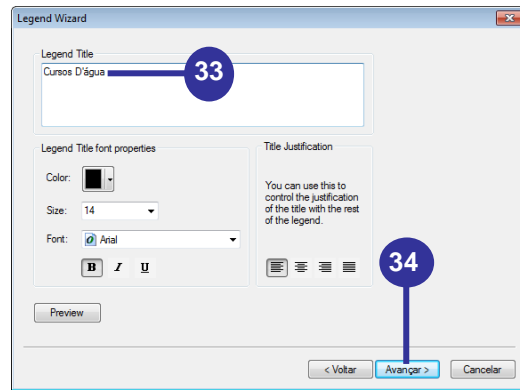 Legend Wizard
Legend Title
Cursos D'água
33
Legend Title font properties
Color:
Size: 14
Font: Arial
B I U
Title Justification
You can use this to
control the justification
of the title with the rest
of the legend.
34
Preview
< Voltar Avançar > Cancelar